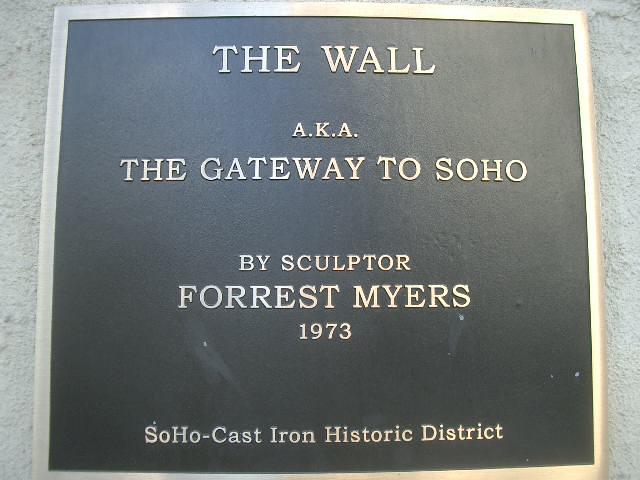 THE WALL
A.K.A.
THE GATEWAY TO SOHO
BY SCULPTOR
FORREST MYERS
1973
SoHo-Cast Iron Historic District